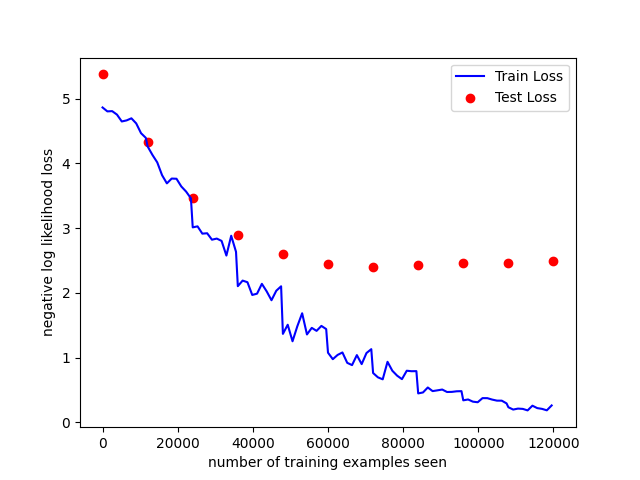 Train Loss
Test Loss
5
4
3
2
1
0
negative log likelihood loss
0 20000 40000 60000 80000 100000 120000
number of training examples seen